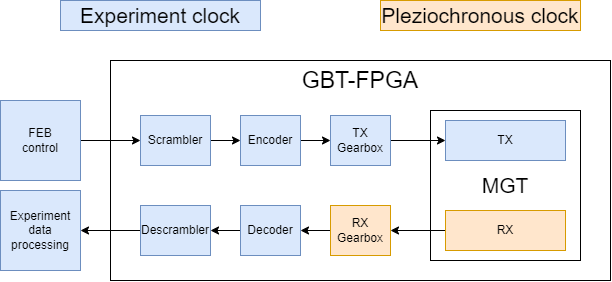 Experiment clock
Pleziochronous clock
GBT-FPGA
FEB
control
Scrambler
Encoder
TX
Gearbox
TX
MGT
Experiment
data
processing
Descrambler
Decoder
RX
Gearbox
RX